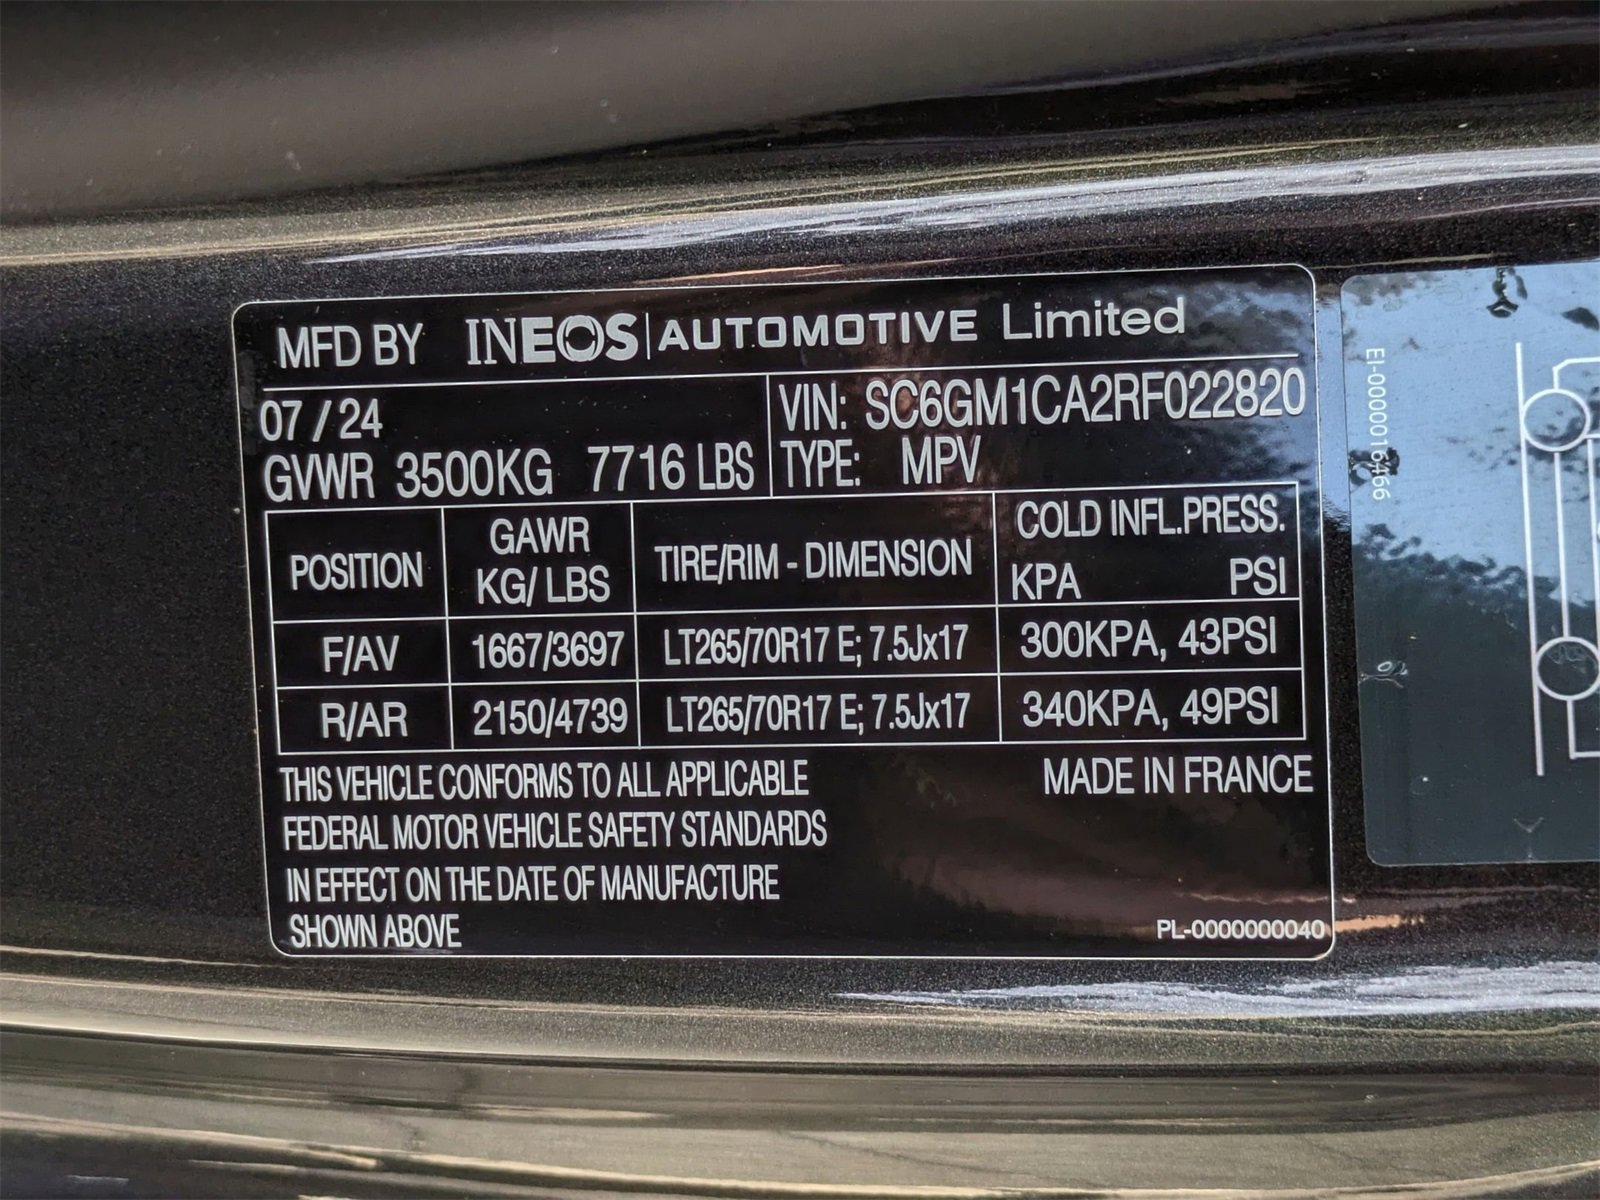 MFD BY INEOS | AUTOMOTIVE Limited
07 / 24
GVWR 3500KG 7716 LBS
VIN: SC6GM1CA2RF022820
TYPE: MPV
POSITION GAWR KG/ LBS TIRE/RIM - DIMENSION COLD INFL.PRESS. KPA PSI
F/AV 1667/3697 LT265/70R17 E; 7.5Jx17 300KPA, 43PSI
R/AR 2150/4739 LT265/70R17 E; 7.5Jx17 340KPA, 49PSI
THIS VEHICLE CONFORMS TO ALL APPLICABLE
FEDERAL MOTOR VEHICLE SAFETY STANDARDS
IN EFFECT ON THE DATE OF MANUFACTURE
SHOWN ABOVE
MADE IN FRANCE
PL-0000000040
EI-0000016466